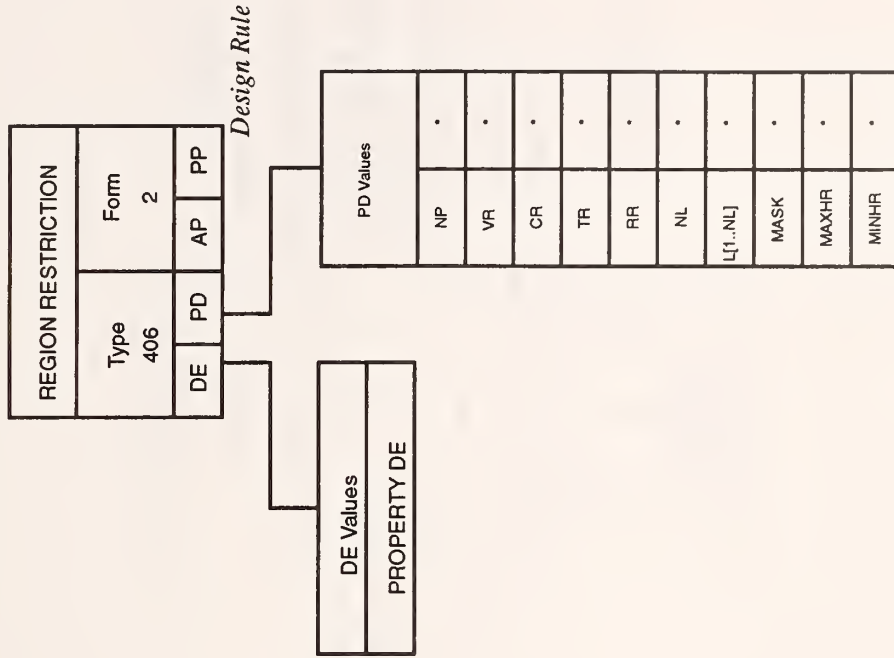 REGION RESTRICTION
Type Form
406 2
DE PD AP PP
Design Rule
DE Values
PROPERTY DE
PD Values
NP •
VR •
CR •
TR •
RR •
NL •
L[1..NL] •
MASK •
MAXHR •
MINHR •